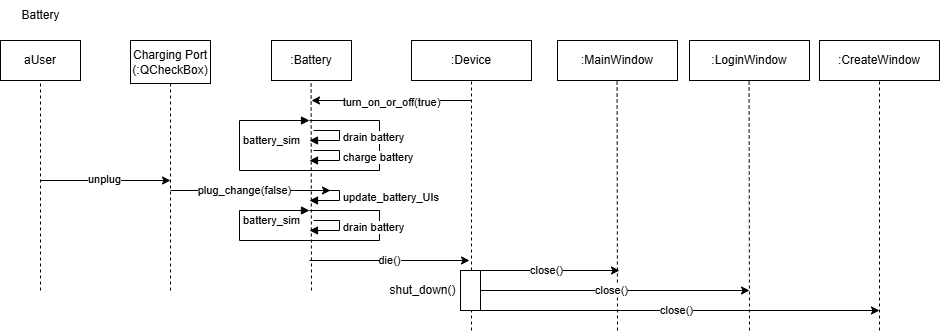 Battery
aUser
Charging Port
(:QCheckBox)
:Battery
:Device
:MainWindow
:LoginWindow
:CreateWindow
turn_on_or_off(true)
battery_sim
drain battery
charge battery
unplug
plug_change(false)
update_battery_UIs
battery_sim
drain battery
die()
close()
shut_down()
close()
close()